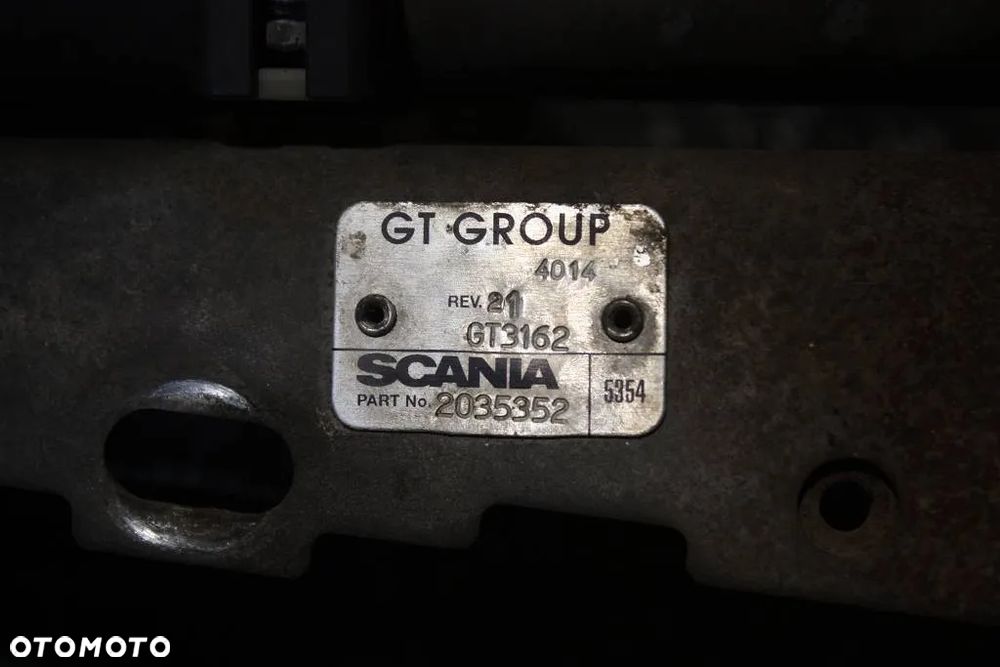 GT GROUP
4014
REV. 21
GT3162
SCANIA
PART No. 2035352
5354
OTOMOTO